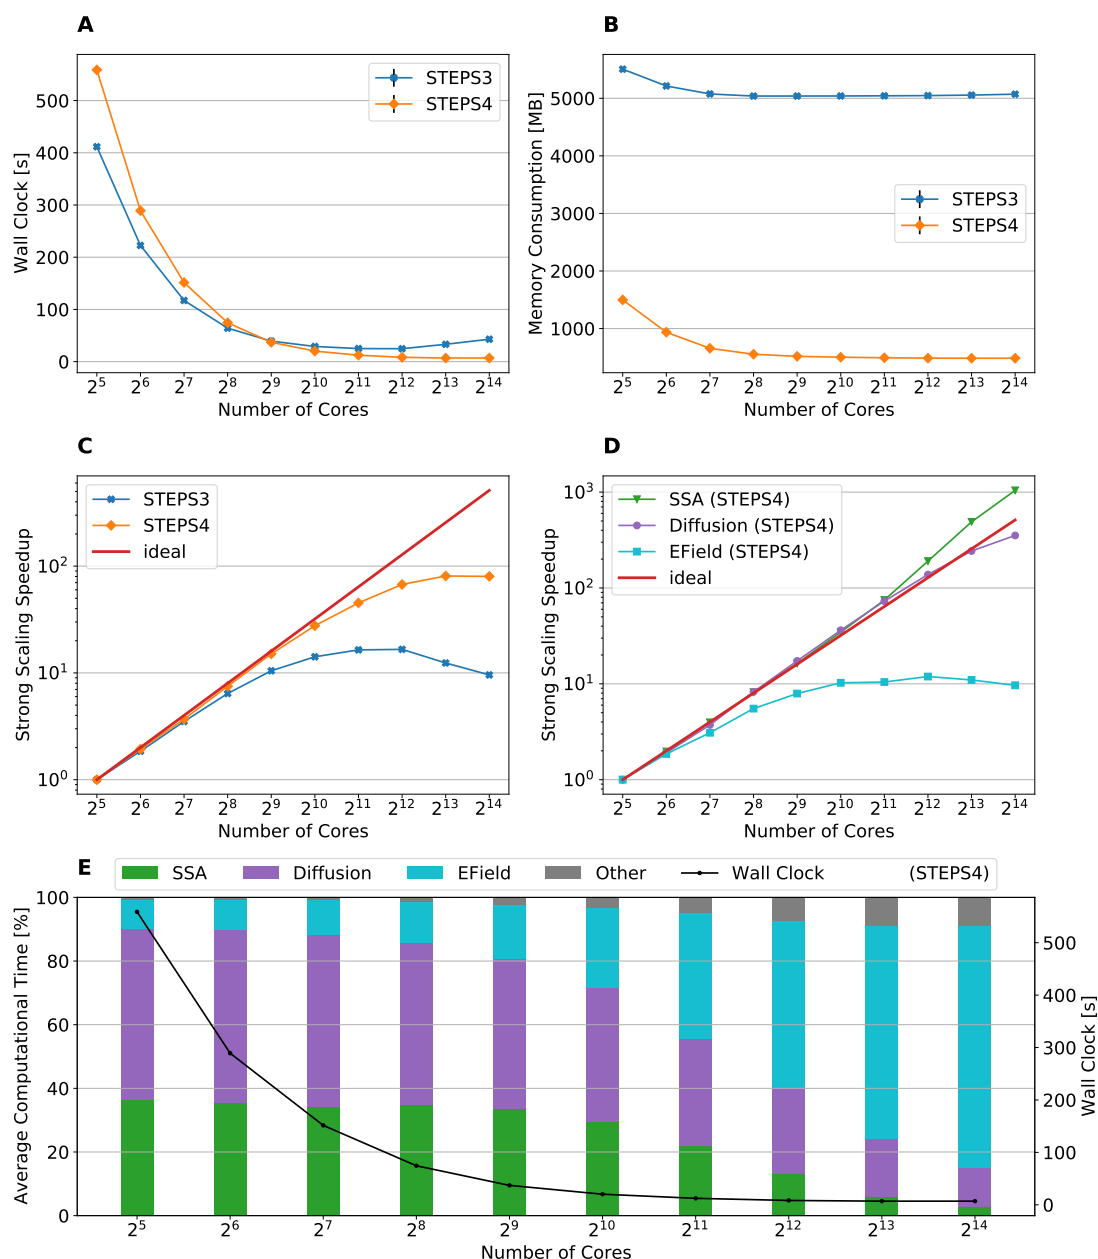 A
Wall Clock [s]
500
400
300
200
100
0
STEPS3
STEPS4
2^5 2^6 2^7 2^8 2^9 2^10 2^11 2^12 2^13 2^14
Number of Cores
B
Memory Consumption [MB]
5000
4000
3000
2000
1000
STEPS3
STEPS4
2^5 2^6 2^7 2^8 2^9 2^10 2^11 2^12 2^13 2^14
Number of Cores
C
Strong Scaling Speedup
10^2
10^1
10^0
STEPS3
STEPS4
ideal
2^5 2^6 2^7 2^8 2^9 2^10 2^11 2^12 2^13 2^14
Number of Cores
D
Strong Scaling Speedup
10^3
10^2
10^1
10^0
SSA (STEPS4)
Diffusion (STEPS4)
EField (STEPS4)
ideal
2^5 2^6 2^7 2^8 2^9 2^10 2^11 2^12 2^13 2^14
Number of Cores
E
SSA Diffusion EField Other Wall Clock (STEPS4)
Average Computational Time [%]
100
80
60
40
20
0
500
400
300
200
100
0
Wall Clock [s]
2^5 2^6 2^7 2^8 2^9 2^10 2^11 2^12 2^13 2^14
Number of Cores